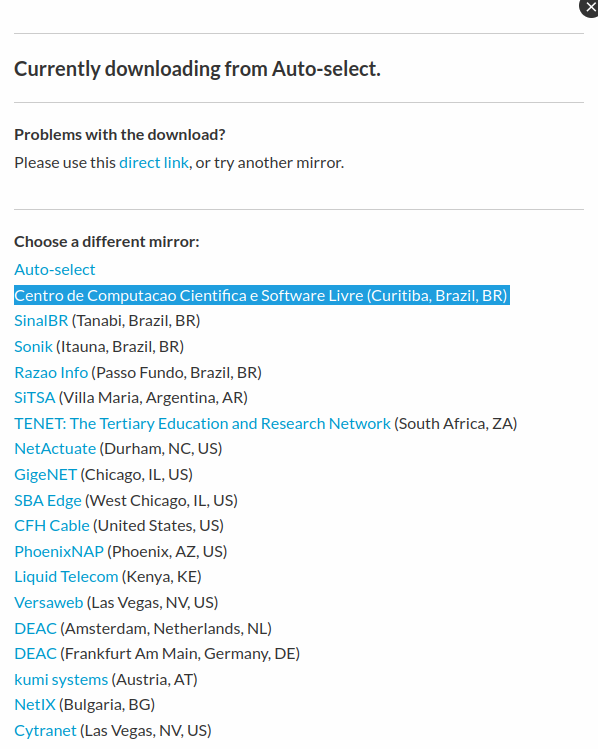 Currently downloading from Auto-select.
Problems with the download?
Please use this direct link, or try another mirror.
Choose a different mirror:
Auto-select
Centro de Computacao Cientifica e Software Livre (Curitiba, Brazil, BR)
SinalBR (Tanabi, Brazil, BR)
Sonik (Itauna, Brazil, BR)
Razao Info (Passo Fundo, Brazil, BR)
SiTSA (Villa Maria, Argentina, AR)
TENET: The Tertiary Education and Research Network (South Africa, ZA)
NetActuate (Durham, NC, US)
GigeNET (Chicago, IL, US)
SBA Edge (West Chicago, IL, US)
CFH Cable (United States, US)
PhoenixNAP (Phoenix, AZ, US)
Liquid Telecom (Kenya, KE)
Versaweb (Las Vegas, NV, US)
DEAC (Amsterdam, Netherlands, NL)
DEAC (Frankfurt Am Main, Germany, DE)
kumi systems (Austria, AT)
NetIX (Bulgaria, BG)
Cytranet (Las Vegas, NV, US)